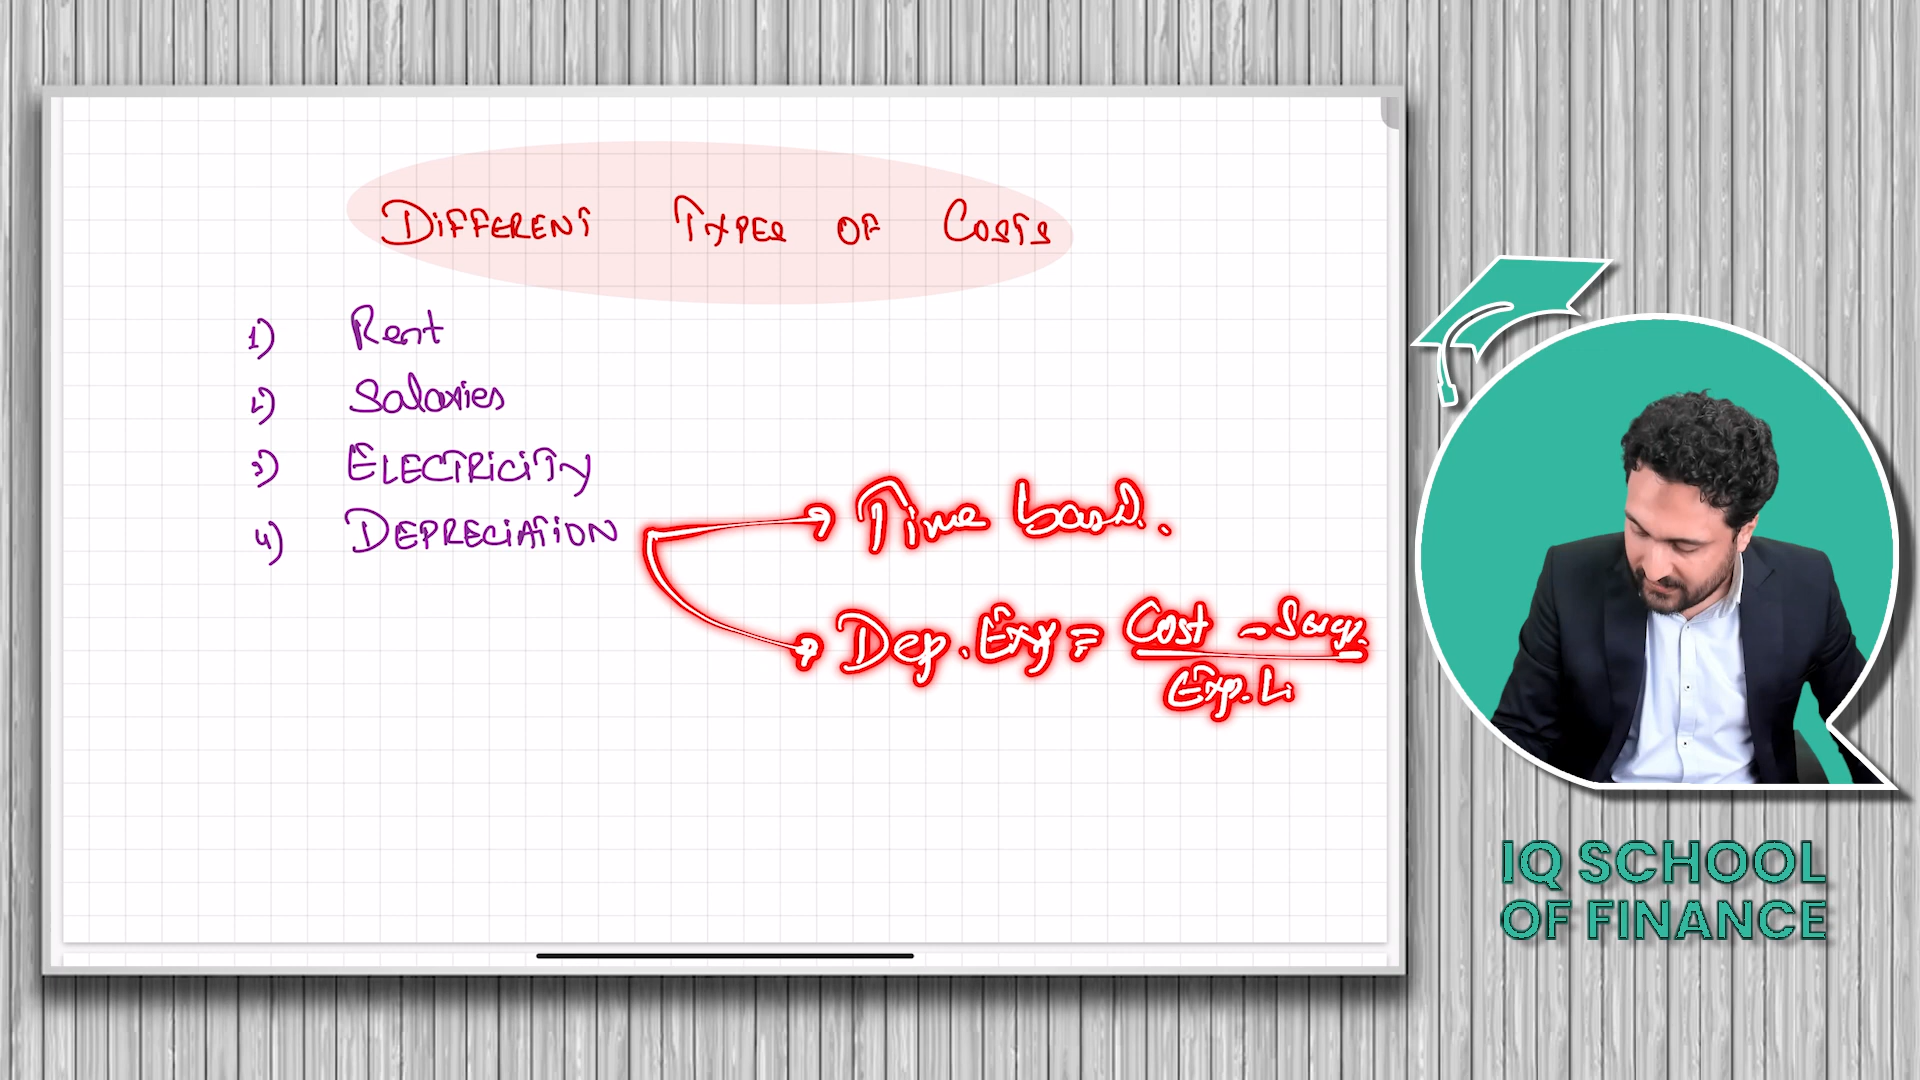 DIFFERENT TYPES OF COSTS
1) Rent
2) Salaries
3) ELECTRICITY
4) DEPRECIATION
Time based.
Dep. Exp = Cost - Scrap.
Exp. Li
IQ SCHOOL
OF FINANCE